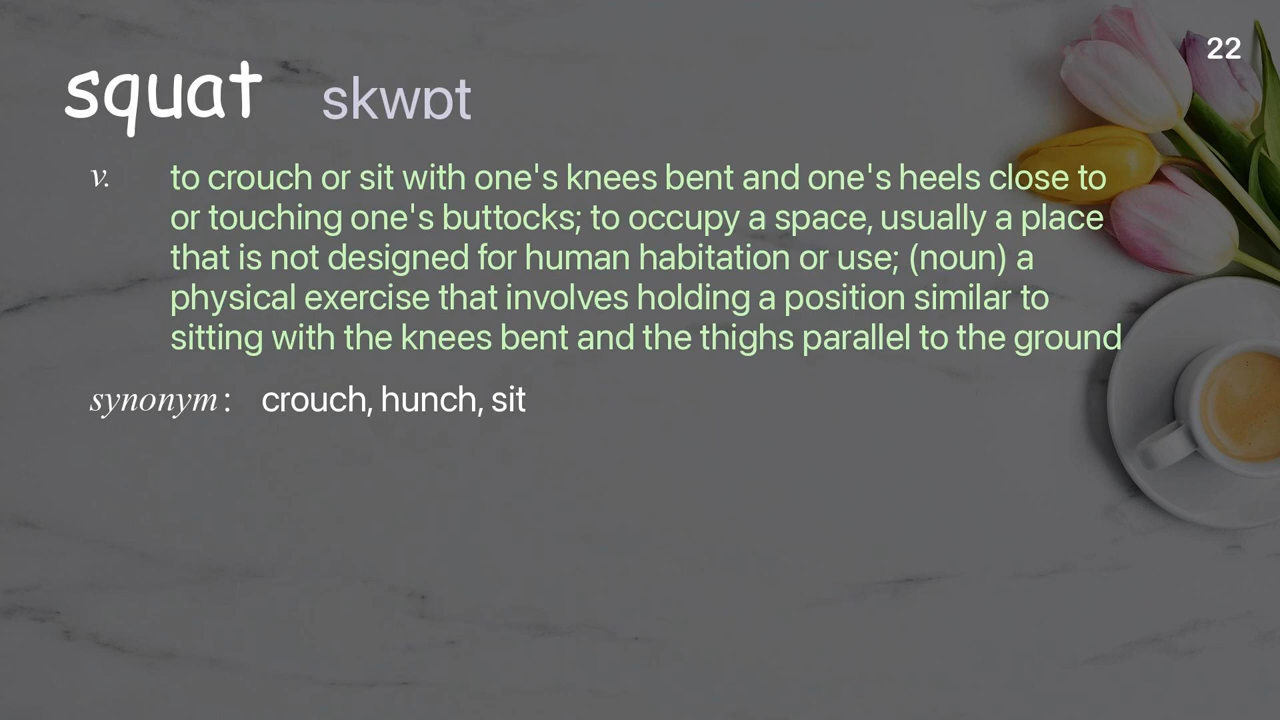 22
squat skwɒt
v. to crouch or sit with one's knees bent and one's heels close to
or touching one's buttocks; to occupy a space, usually a place
that is not designed for human habitation or use; (noun) a
physical exercise that involves holding a position similar to
sitting with the knees bent and the thighs parallel to the ground
synonym: crouch, hunch, sit